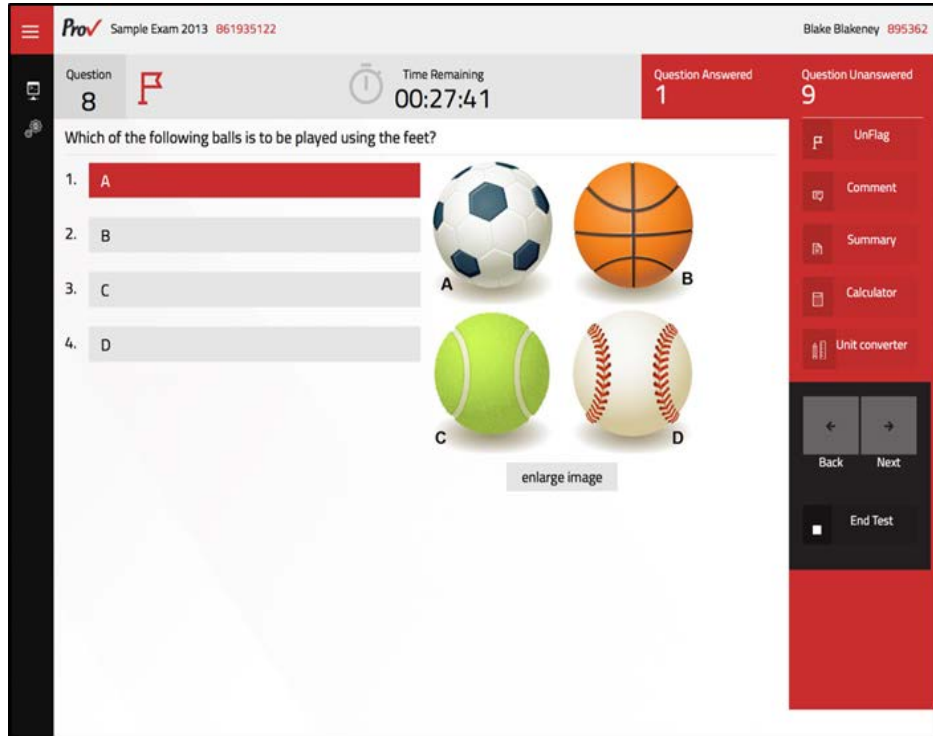 Prov Sample Exam 2013 861935122
Blake Blakeney 895362
Question
8
Time Remaining
00:27:41
Question Answered
1
Question Unanswered
9
Which of the following balls is to be played using the feet?
1. A
2. B
3. C
4. D
A
B
C
D
enlarge image
UnFlag
Comment
Summary
Calculator
Unit converter
Back
Next
End Test